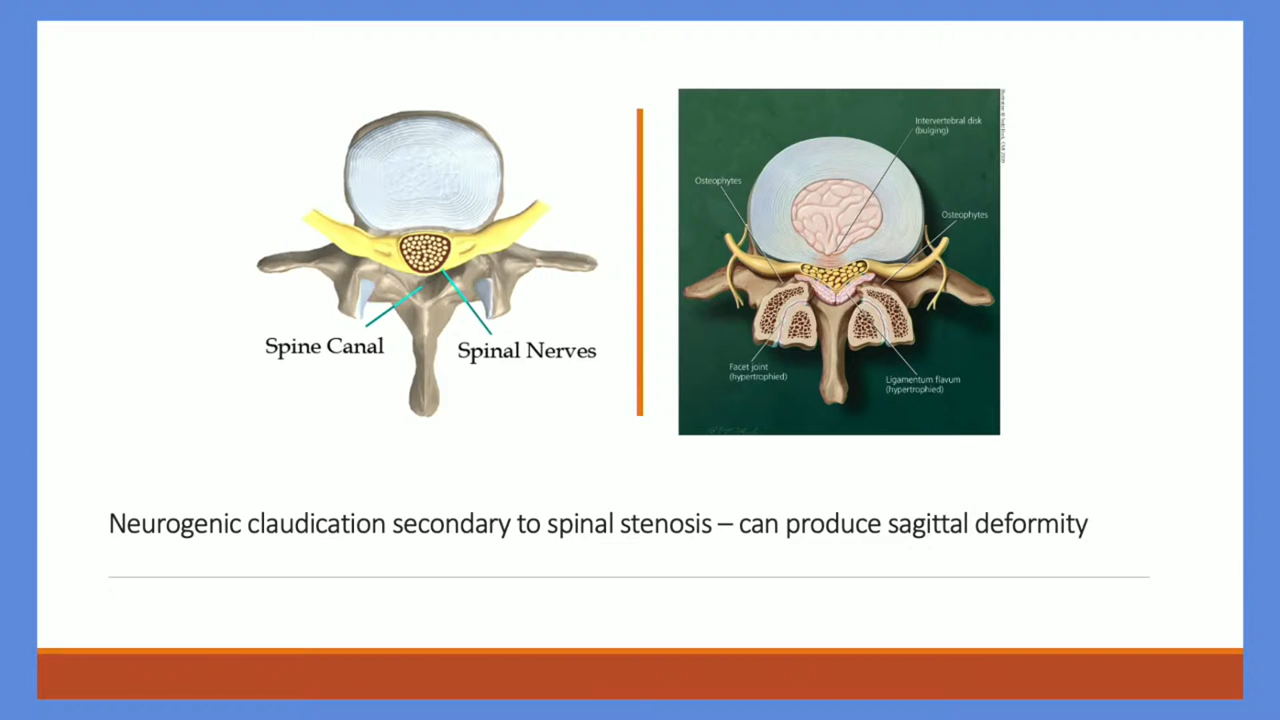 Spine Canal
Spinal Nerves
Intervertebral disk
(bulging)
Osteophytes
Osteophytes
Facet joint
(hypertrophied)
Ligamentum flavum
(hypertrophied)
Neurogenic claudication secondary to spinal stenosis – can produce sagittal deformity